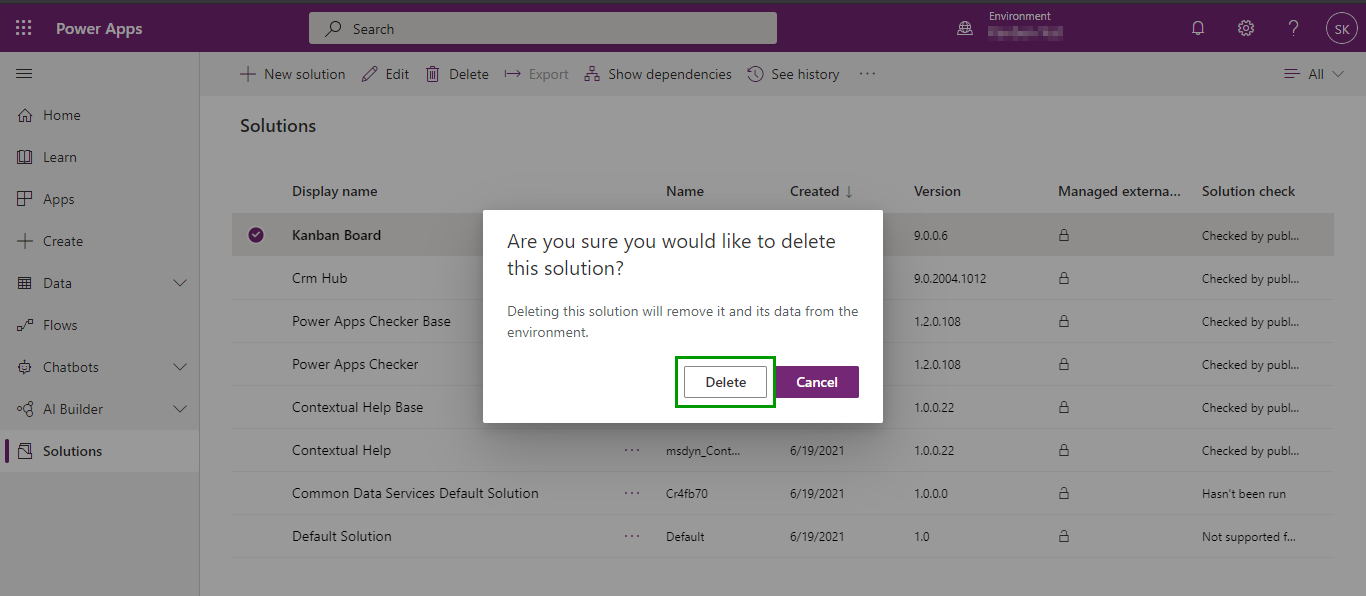 Power Apps
Search
Environment
SK
New solution Edit Delete Export Show dependencies See history ··· All
Home
Learn
Apps
Create
Data
Flows
Chatbots
AI Builder
Solutions
Solutions
Display name Name Created ↓ Version Managed externa... Solution check
Kanban Board 9.0.0.6 Checked by publ...
Crm Hub 9.0.2004.1012 Checked by publ...
Power Apps Checker Base 1.2.0.108 Checked by publ...
Power Apps Checker 1.2.0.108 Checked by publ...
Contextual Help Base 1.0.0.22 Checked by publ...
Contextual Help ··· msdyn_Cont... 6/19/2021 1.0.0.22 Checked by publ...
Common Data Services Default Solution ··· Cr4fb70 6/19/2021 1.0.0.0 Hasn't been run
Default Solution ··· Default 6/19/2021 1.0 Not supported f...
Are you sure you would like to delete
this solution?
Deleting this solution will remove it and its data from the
environment.
Delete Cancel